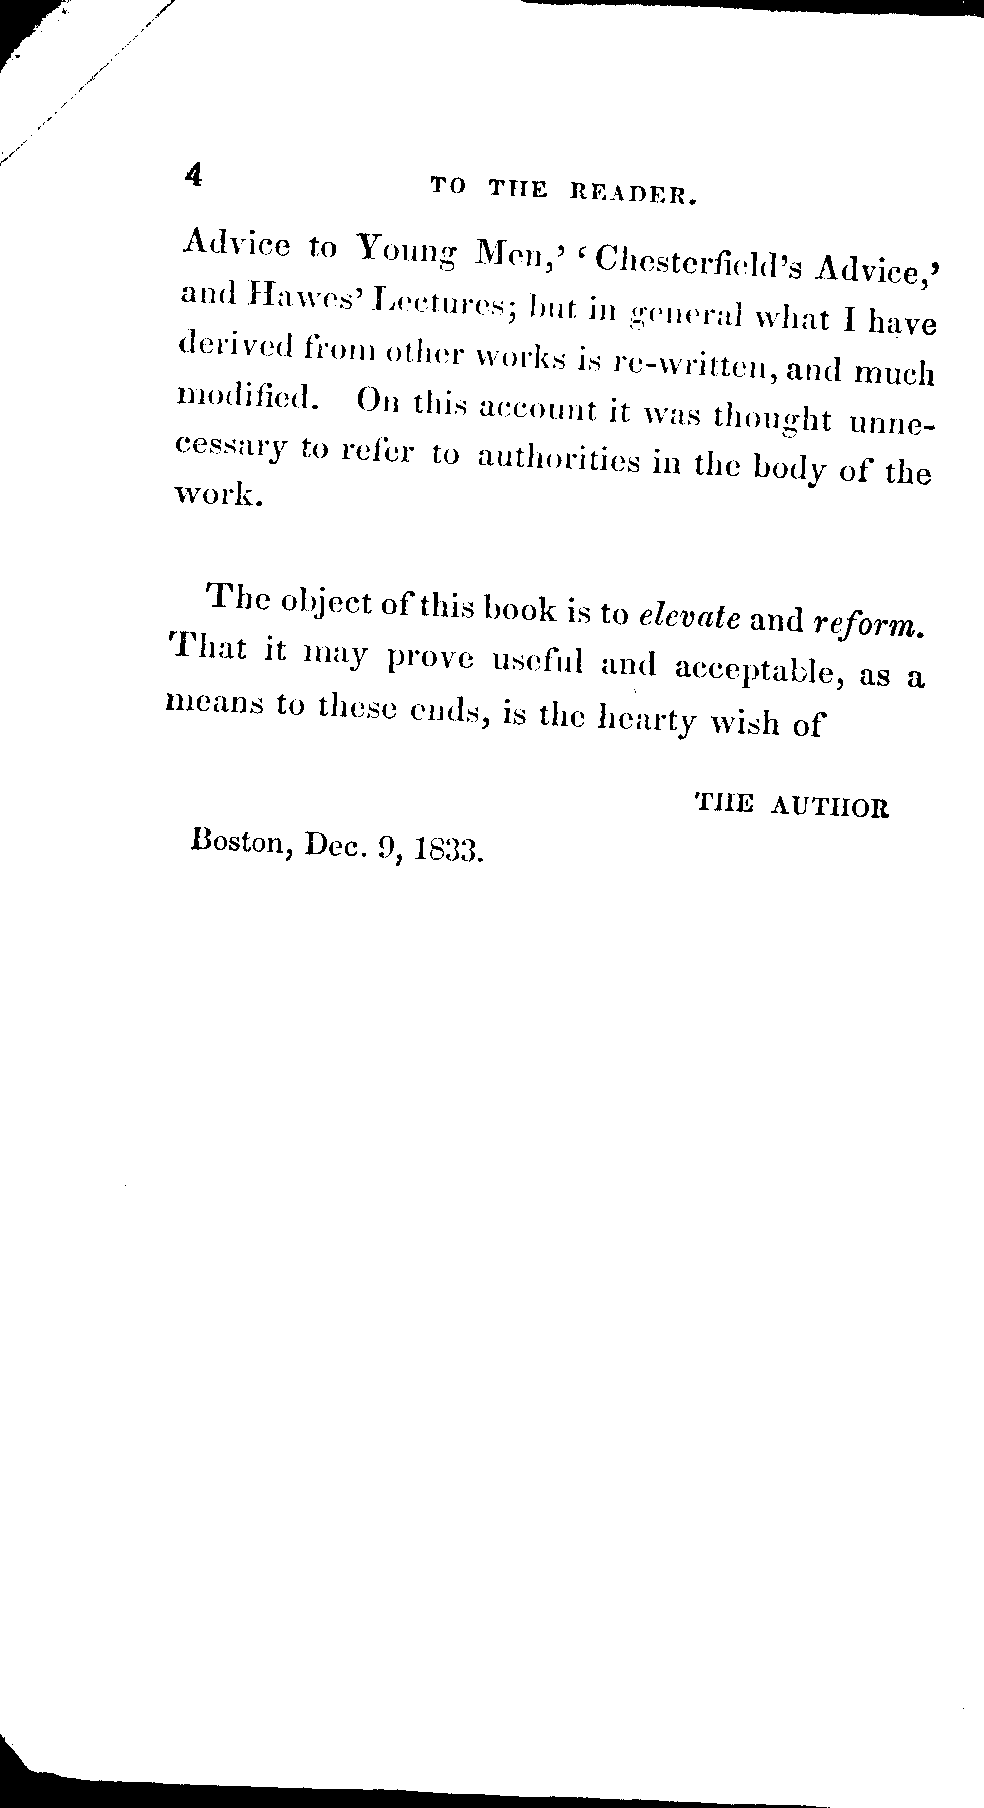 4 TO THE READER.
Advice to Young Men,’ ‘Chesterfield’s Advice,’
and Hawes’ Lectures; but in general what I have
derived from other works is re-written, and much
modified. On this account it was thought unne-
cessary to refer to authorities in the body of the
work.
The object of this book is to elevate and reform.
That it may prove useful and acceptable, as a
means to these ends, is the hearty wish of
THE AUTHOR
Boston, Dec. 9, 1833.